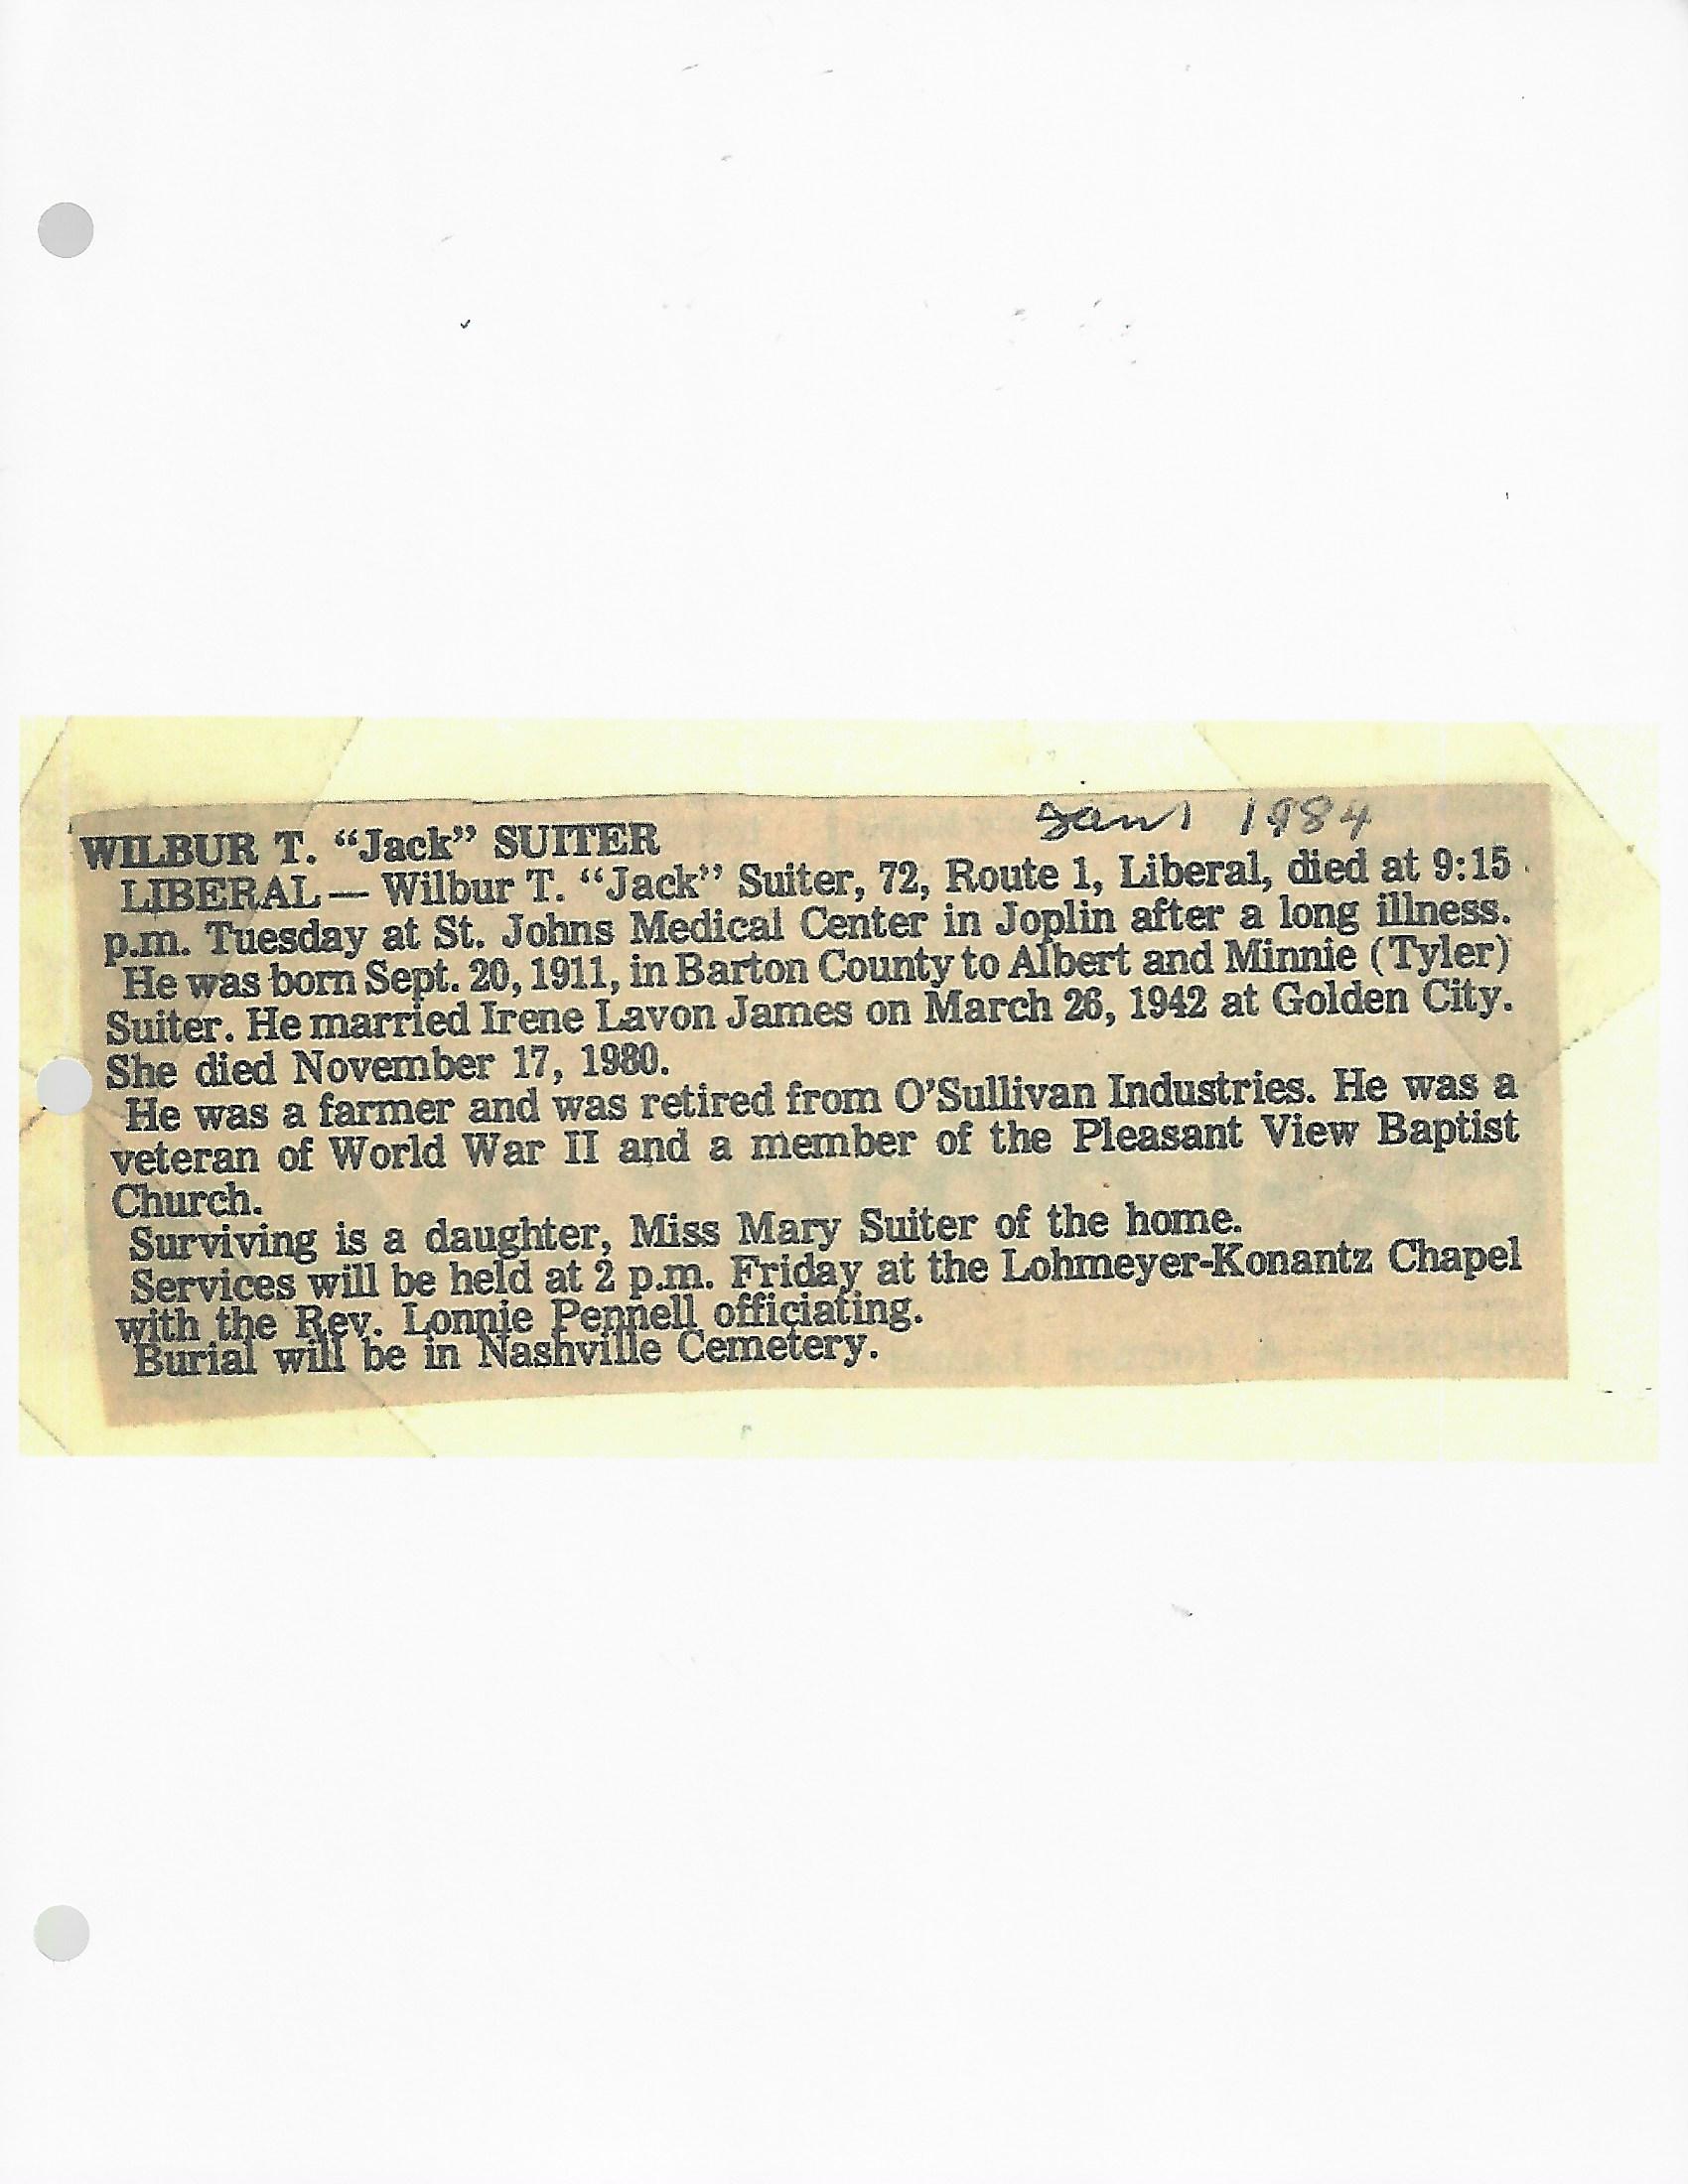 Jan 1 1984
WILBUR T. “Jack” SUITER
LIBERAL — Wilbur T. “Jack” Suiter, 72, Route 1, Liberal, died at 9:15
p.m. Tuesday at St. Johns Medical Center in Joplin after a long illness.
He was born Sept. 20, 1911, in Barton County to Albert and Minnie (Tyler)
Suiter. He married Irene Lavon James on March 26, 1942 at Golden City.
She died November 17, 1980.
He was a farmer and was retired from O’Sullivan Industries. He was a
veteran of World War II and a member of the Pleasant View Baptist
Church.
Surviving is a daughter, Miss Mary Suiter of the home.
Services will be held at 2 p.m. Friday at the Lohmeyer-Konantz Chapel
with the Rev. Lonnie Pennell officiating.
Burial will be in Nashville Cemetery.